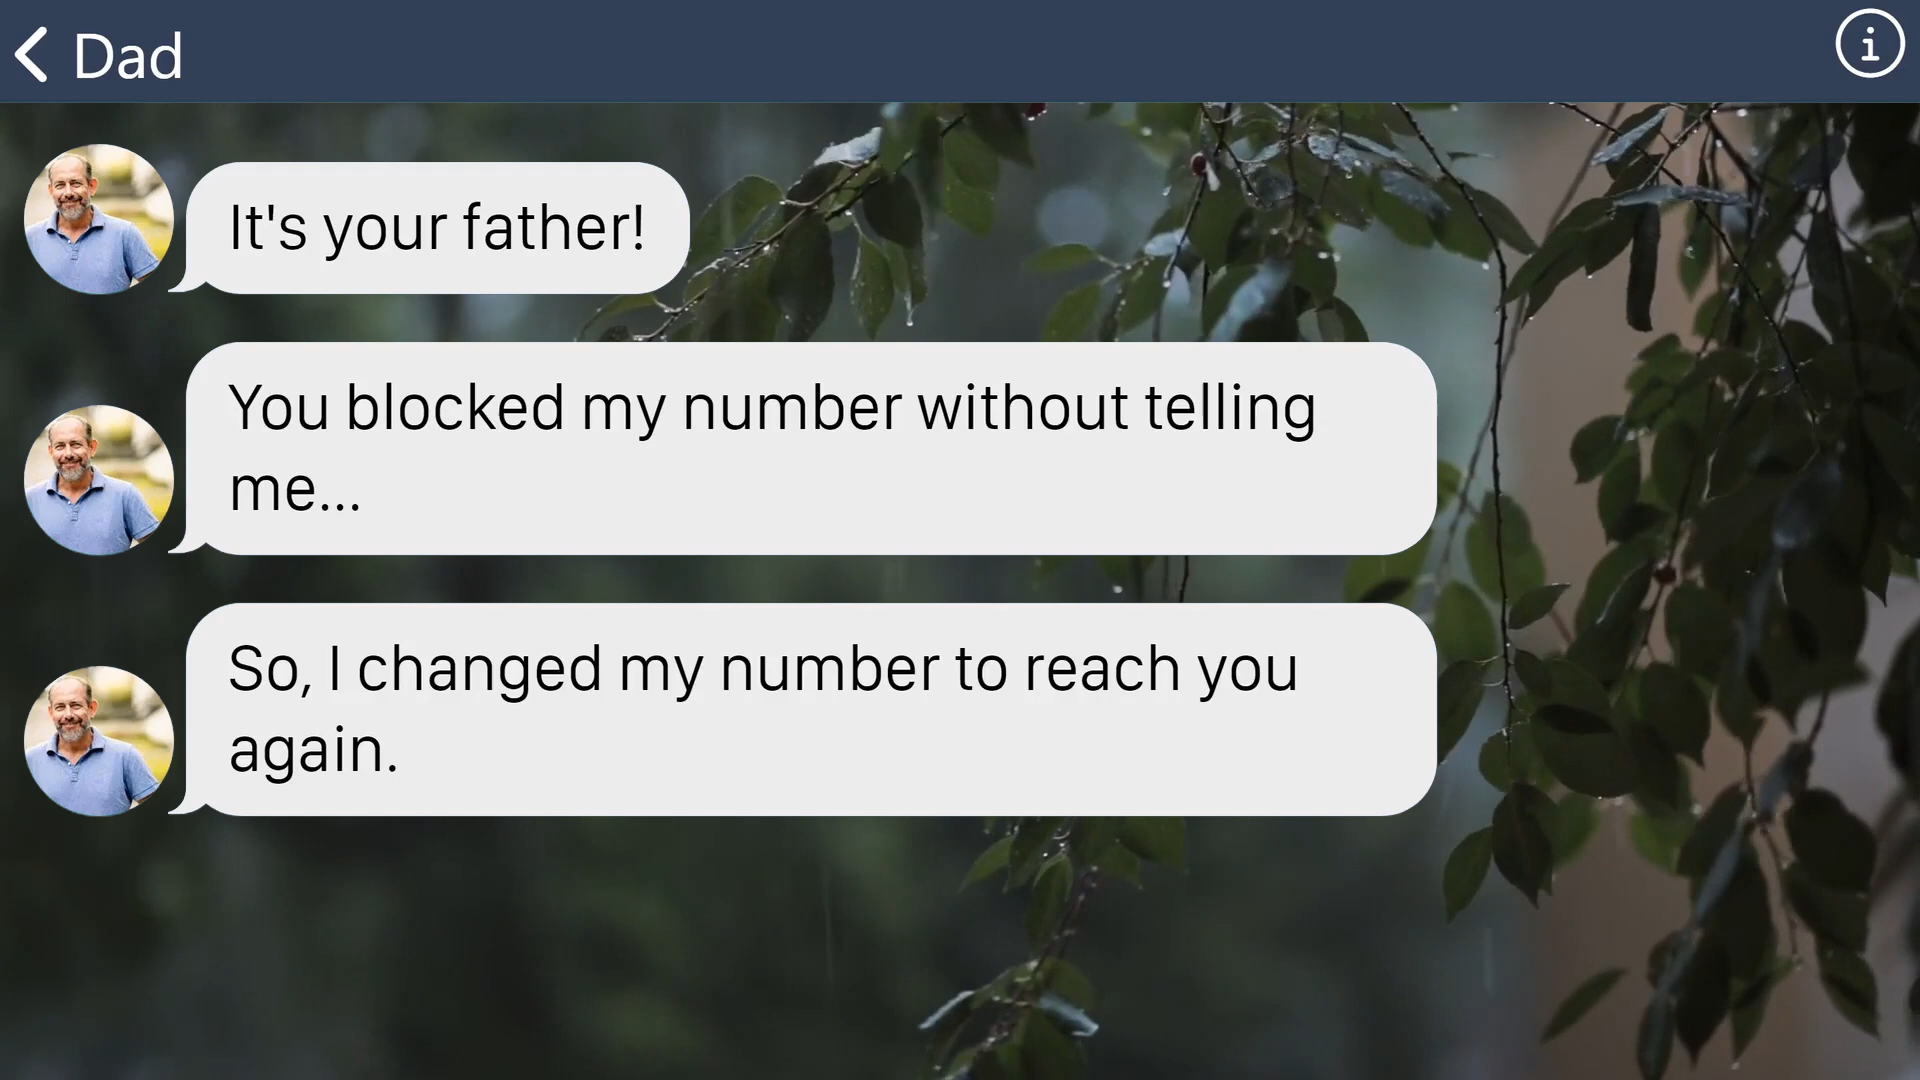 Dad
It's your father!
You blocked my number without telling
me...
So, I changed my number to reach you
again.